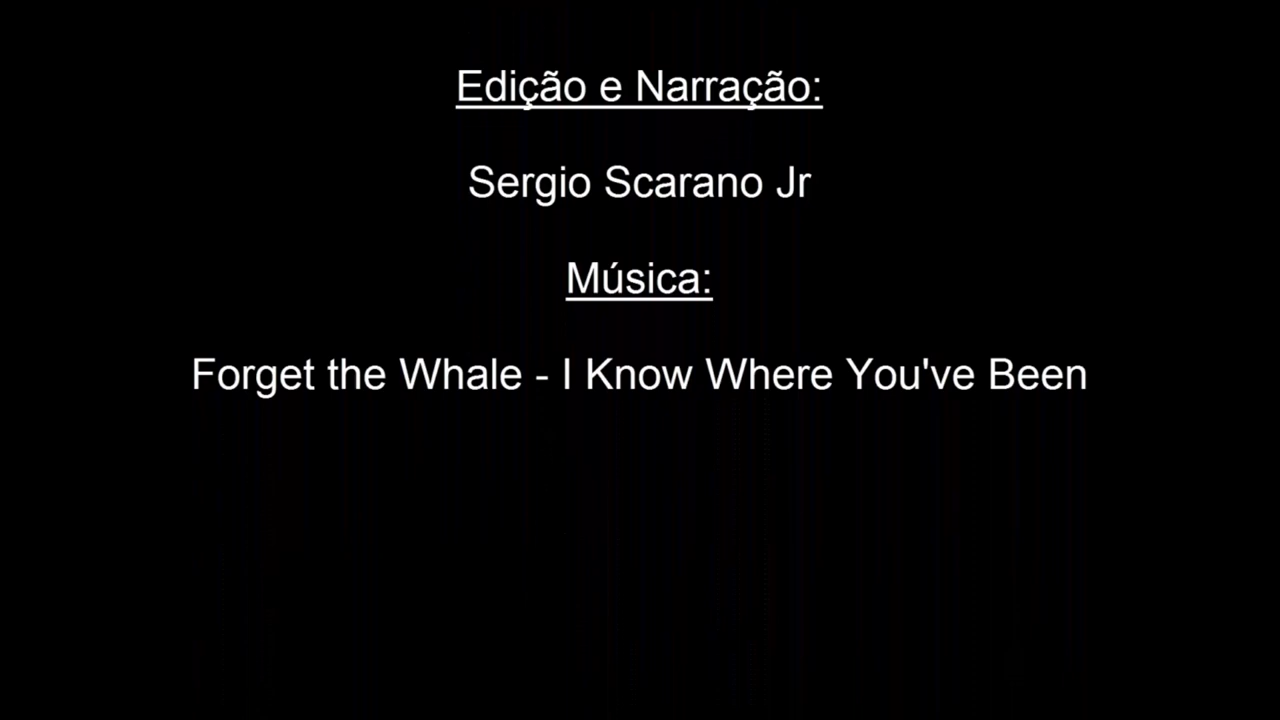 Edição e Narração:
Sergio Scarano Jr
Música:
Forget the Whale - I Know Where You've Been